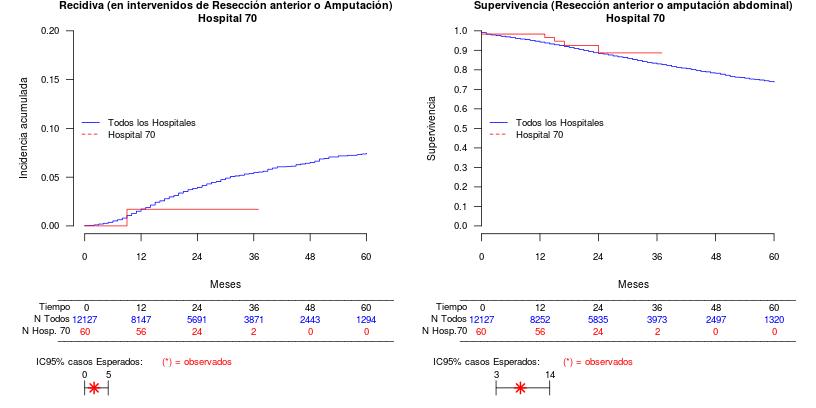 Recidiva (en intervenidos de Resección anterior o Amputación)
Hospital 70
0.20
0.15
0.10
0.05
0.00
Incidencia acumulada
Todos los Hospitales
Hospital 70
0 12 24 36 48 60
Meses
Tiempo 0 12 24 36 48 60
N Todos 12127 8147 5691 3871 2443 1294
N Hosp. 70 60 56 24 2 0 0
IC95% casos Esperados: (*) = observados
0 5
Supervivencia (Resección anterior o amputación abdominal)
Hospital 70
1.0
0.9
0.8
0.7
0.6
0.5
0.4
0.3
0.2
0.1
0.0
Supervivencia
Todos los Hospitales
Hospital 70
0 12 24 36 48 60
Meses
Tiempo 0 12 24 36 48 60
N Todos 12127 8252 5835 3973 2497 1320
N Hosp.70 60 56 24 2 0 0
IC95% casos Esperados: (*) = observados
3 14